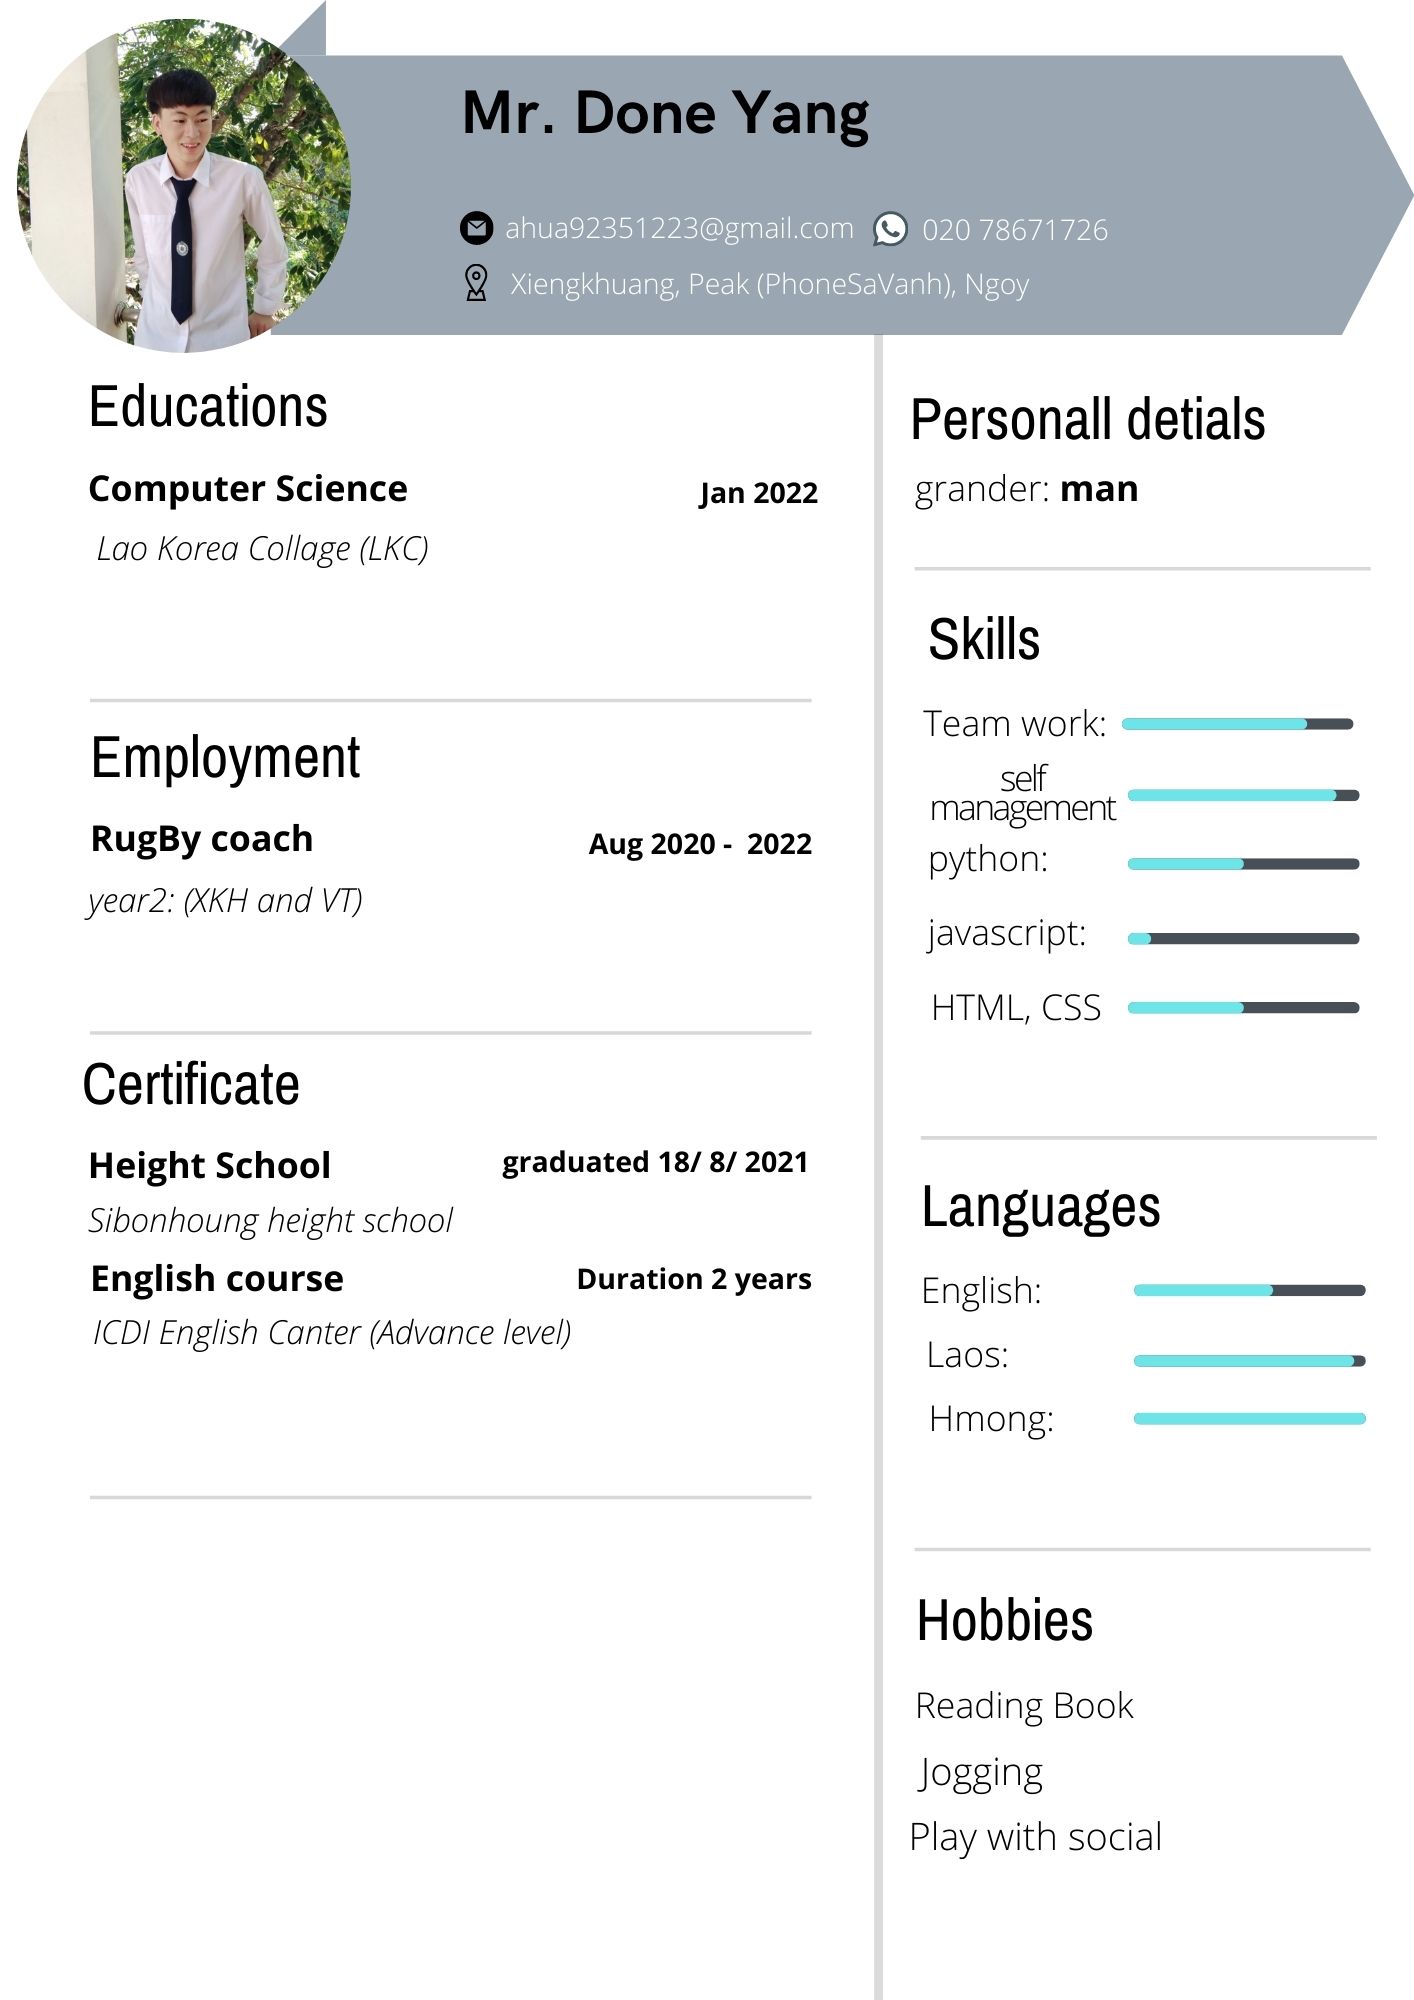 Mr. Done Yang
ahua92351223@gmail.com
020 78671726
Xiengkhuang, Peak (PhoneSaVanh), Ngoy
Educations
Computer Science
Jan 2022
Lao Korea Collage (LKC)
Employment
RugBy coach
Aug 2020 - 2022
year2: (XKH and VT)
Certificate
Height School
graduated 18/ 8/ 2021
Sibonhoung height school
English course
Duration 2 years
ICDI English Canter (Advance level)
Personall detials
grander: man
Skills
Team work:
self
management
python:
javascript:
HTML, CSS
Languages
English:
Laos:
Hmong:
Hobbies
Reading Book
Jogging
Play with social